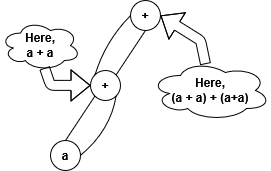 +
Here,
a + a
+
Here,
(a + a) + (a+a)
a